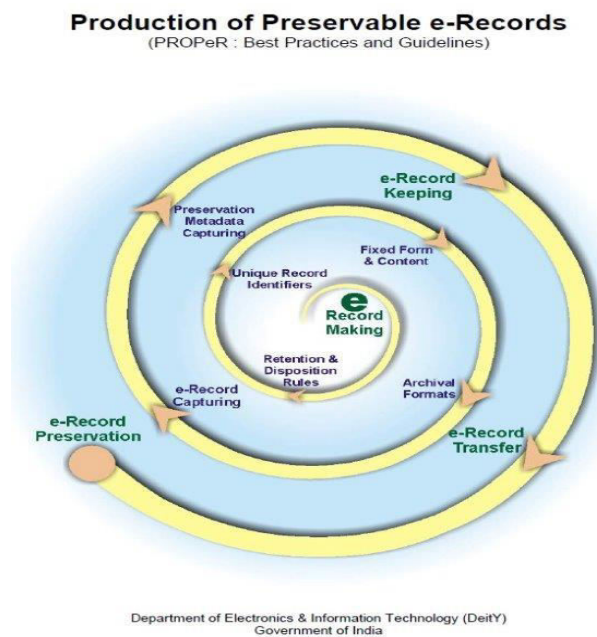 Production of Preservable e-Records
(PROPeR : Best Practices and Guidelines)
e-Record
Keeping
Preservation
Metadata
Capturing
Fixed Form
& Content
Unique Record
Identifiers
e
Record
Making
Retention &
Disposition
Rules
e-Record
Capturing
Archival
Formats
e-Record
Preservation
e-Record
Transfer
Department of Electronics & Information Technology (DeitY)
Government of India